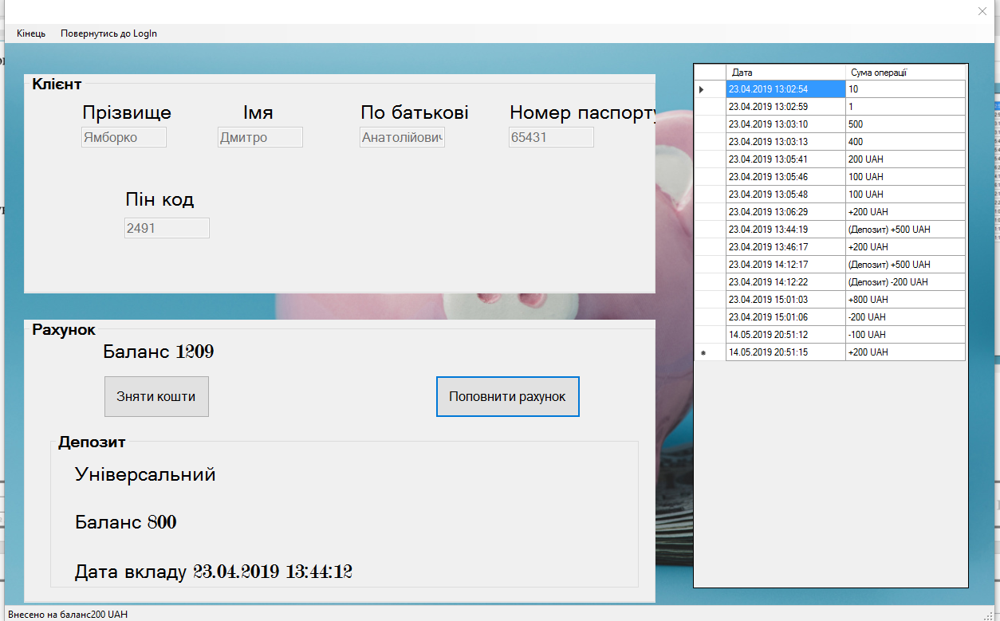 Кінець Повернутись до LogIn
Клієнт
Прізвище Імя По батькові Номер паспорту
Ямборко Дмитро Анатолійович 65431
Пін код
2491
Рахунок
Баланс 1209
Зняти кошти Поповнити рахунок
Депозит
Універсальний
Баланс 800
Дата вкладу 23.04.2019 13:44:12
Дата Сума операції
23.04.2019 13:02:54 10
23.04.2019 13:02:59 1
23.04.2019 13:03:10 500
23.04.2019 13:03:13 400
23.04.2019 13:05:41 200 UAH
23.04.2019 13:05:46 100 UAH
23.04.2019 13:05:48 100 UAH
23.04.2019 13:06:29 +200 UAH
23.04.2019 13:44:19 (Депозит) +500 UAH
23.04.2019 13:46:17 +200 UAH
23.04.2019 14:12:17 (Депозит) +500 UAH
23.04.2019 14:12:22 (Депозит) -200 UAH
23.04.2019 15:01:03 +800 UAH
23.04.2019 15:01:06 -200 UAH
14.05.2019 20:51:12 -100 UAH
14.05.2019 20:51:15 +200 UAH
Внесено на баланс200 UAH